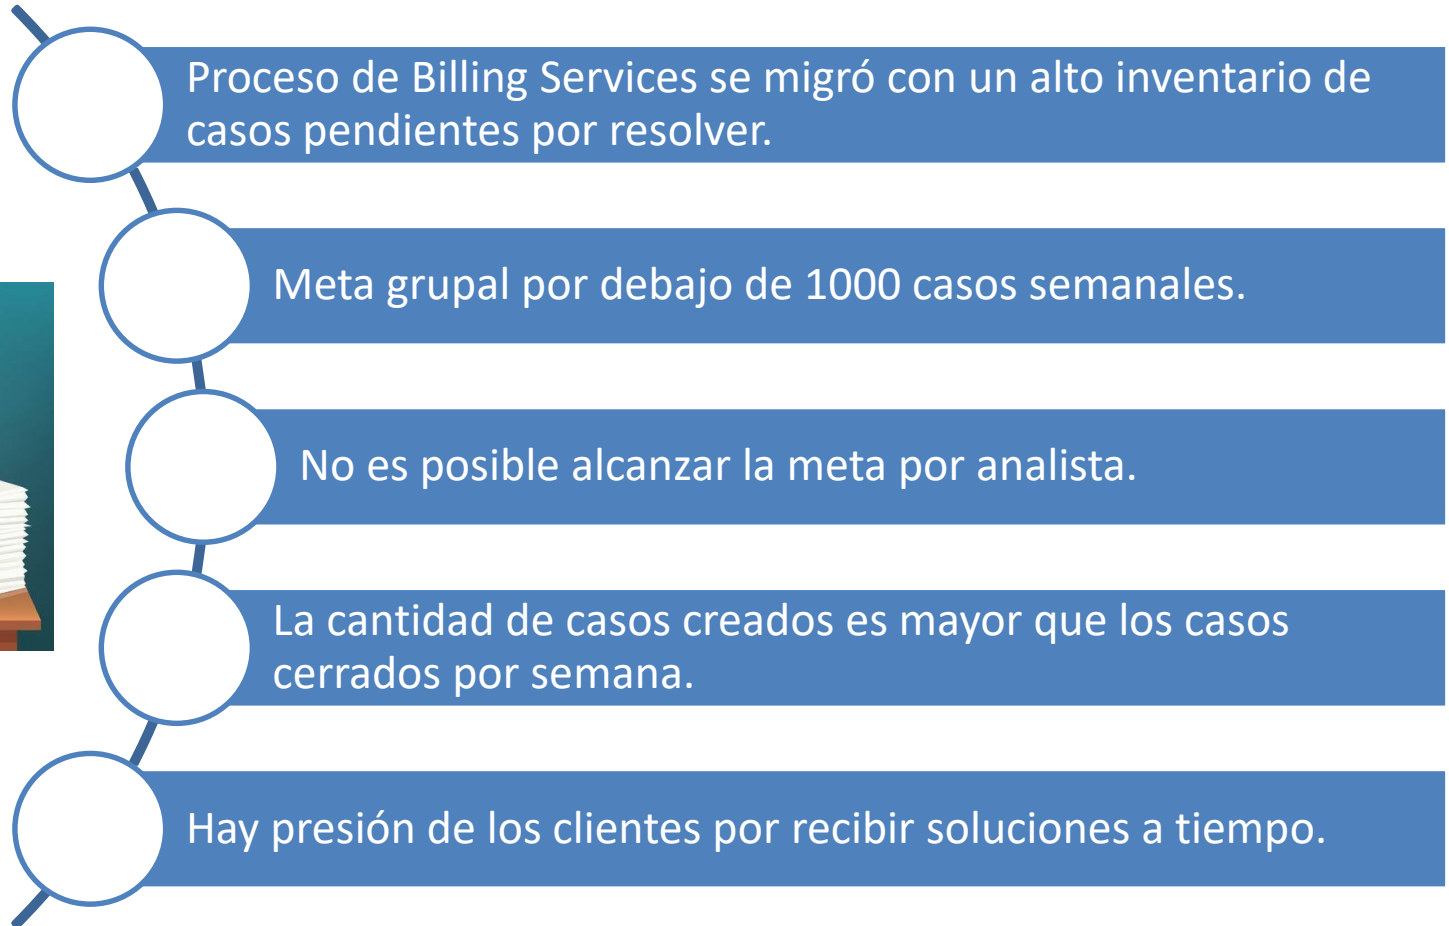 Proceso de Billing Services se migró con un alto inventario de
casos pendientes por resolver.
Meta grupal por debajo de 1000 casos semanales.
No es posible alcanzar la meta por analista.
La cantidad de casos creados es mayor que los casos
cerrados por semana.
Hay presión de los clientes por recibir soluciones a tiempo.